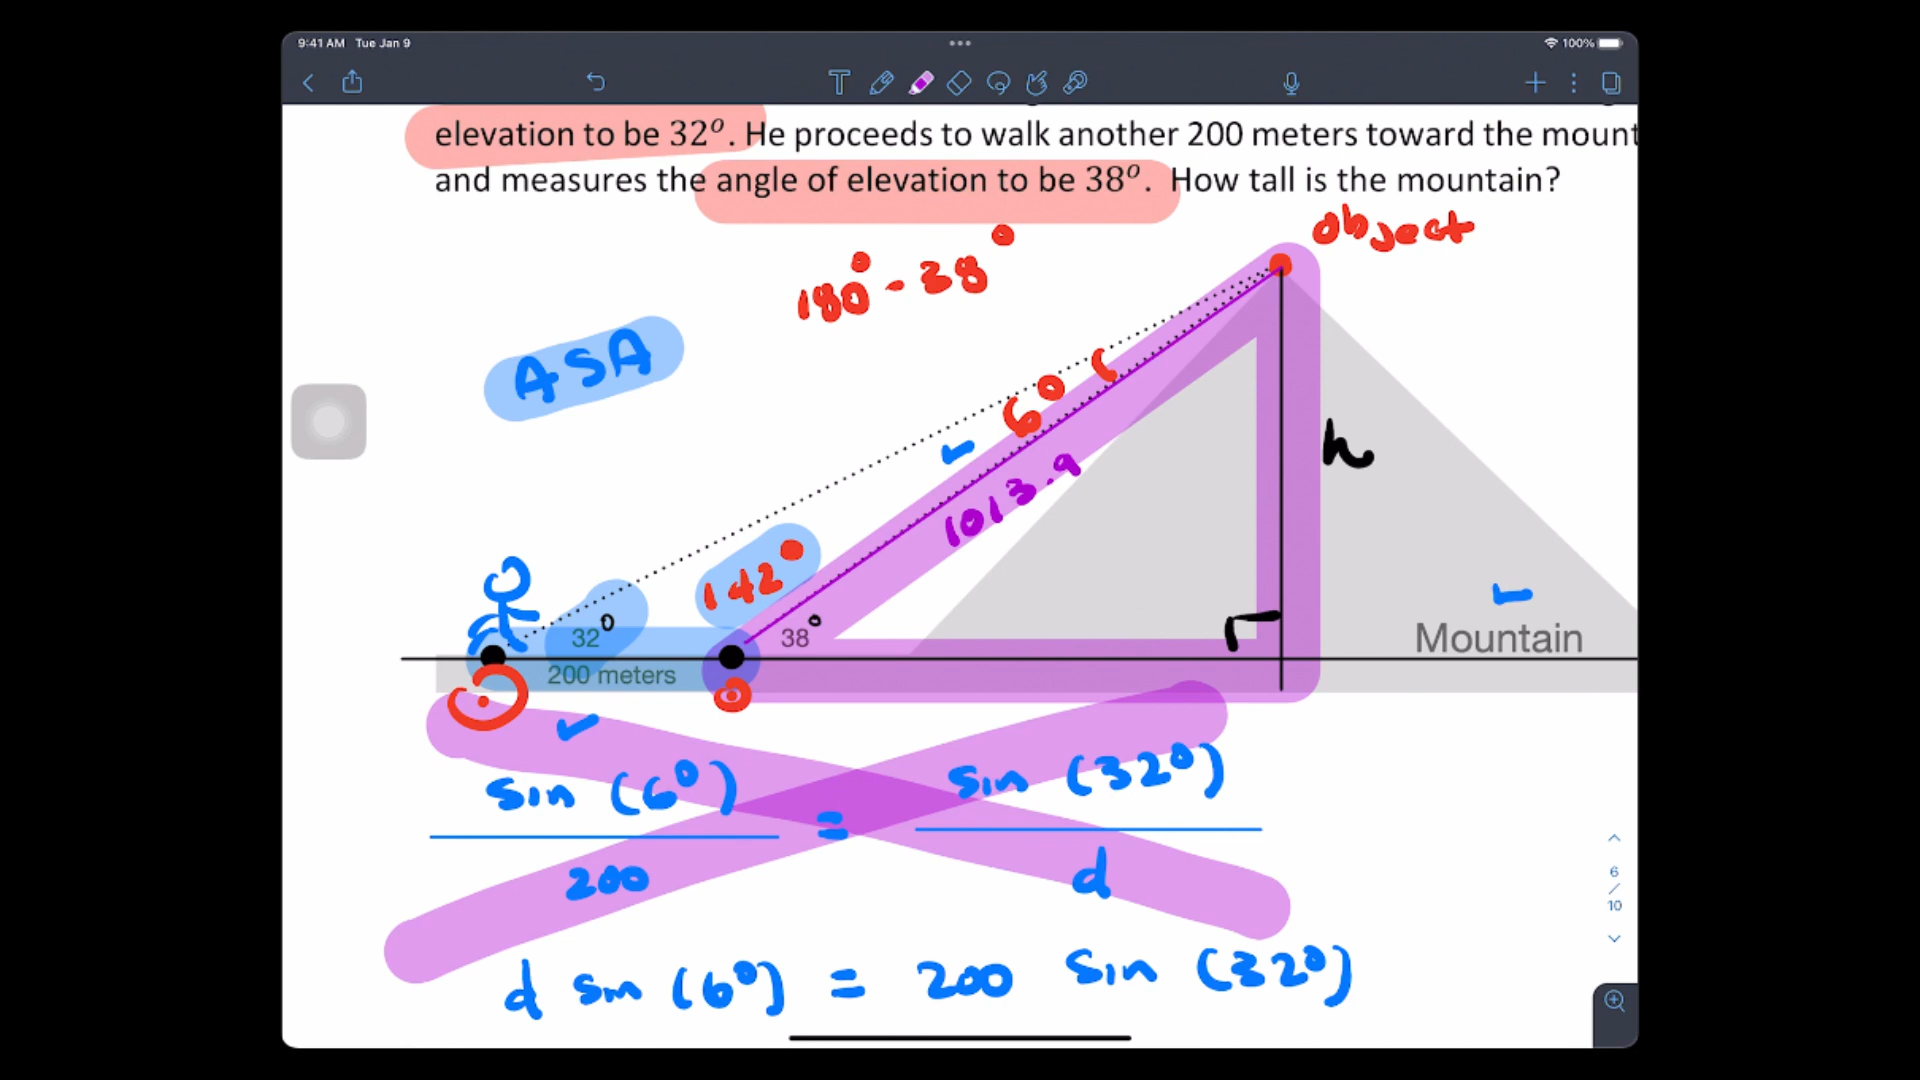 9:41 AM Tue Jan 9
100%
elevation to be 32°. He proceeds to walk another 200 meters toward the mount
and measures the angle of elevation to be 38°. How tall is the mountain?
object
180° - 38°
ASA
6°
h
1013.9
142°
32°
38°
Mountain
200 meters
sin (6°) = sin (32°)
200 d
6
/
10
d sin (6°) = 200 sin (32°)